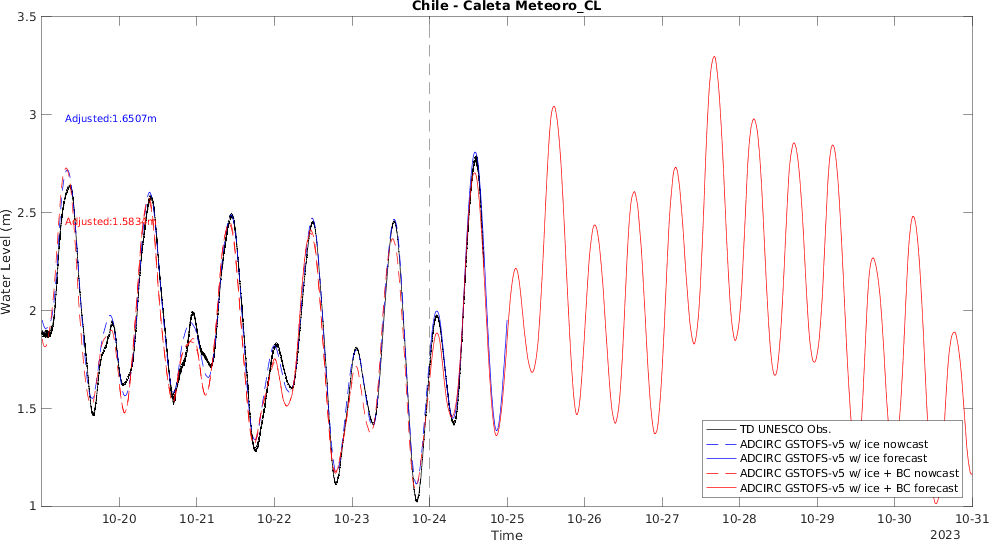 Chile - Caleta Meteoro_CL
3.5
3
2.5
2
1.5
1
Water Level (m)
Adjusted:1.6507m
Adjusted:1.5834m
TD UNESCO Obs.
ADCIRC GSTOFS-v5 w/ ice nowcast
ADCIRC GSTOFS-v5 w/ ice forecast
ADCIRC GSTOFS-v5 w/ ice + BC nowcast
ADCIRC GSTOFS-v5 w/ ice + BC forecast
10-20 10-21 10-22 10-23 10-24 10-25 10-26 10-27 10-28 10-29 10-30 10-31
Time
2023